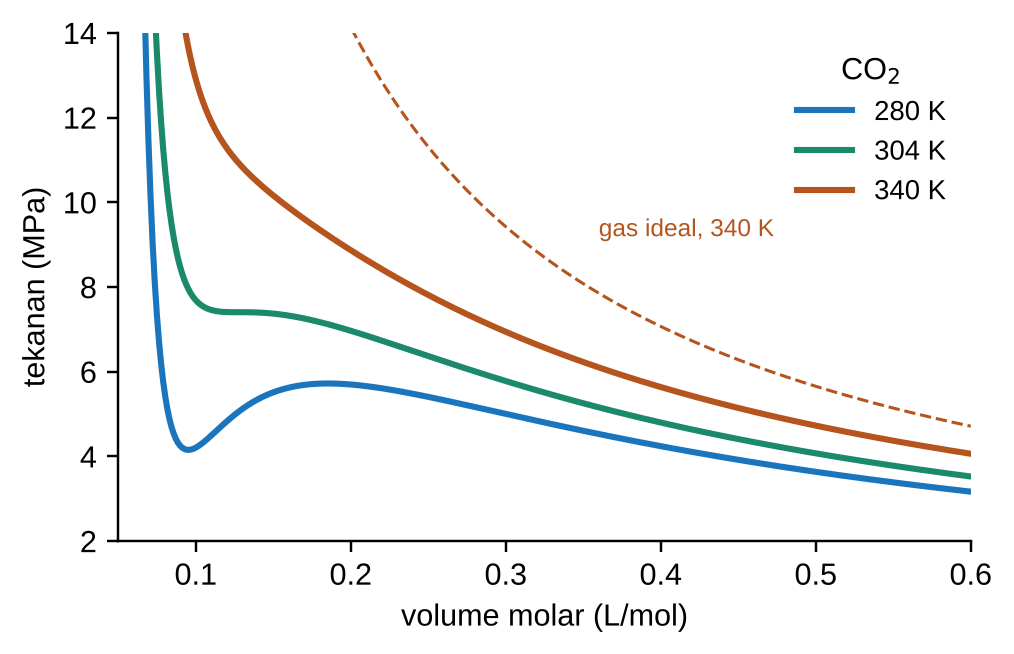 14
12
10
8
6
4
2
tekanan (MPa)
0.1 0.2 0.3 0.4 0.5 0.6
volume molar (L/mol)
CO₂
280 K
304 K
340 K
gas ideal, 340 K